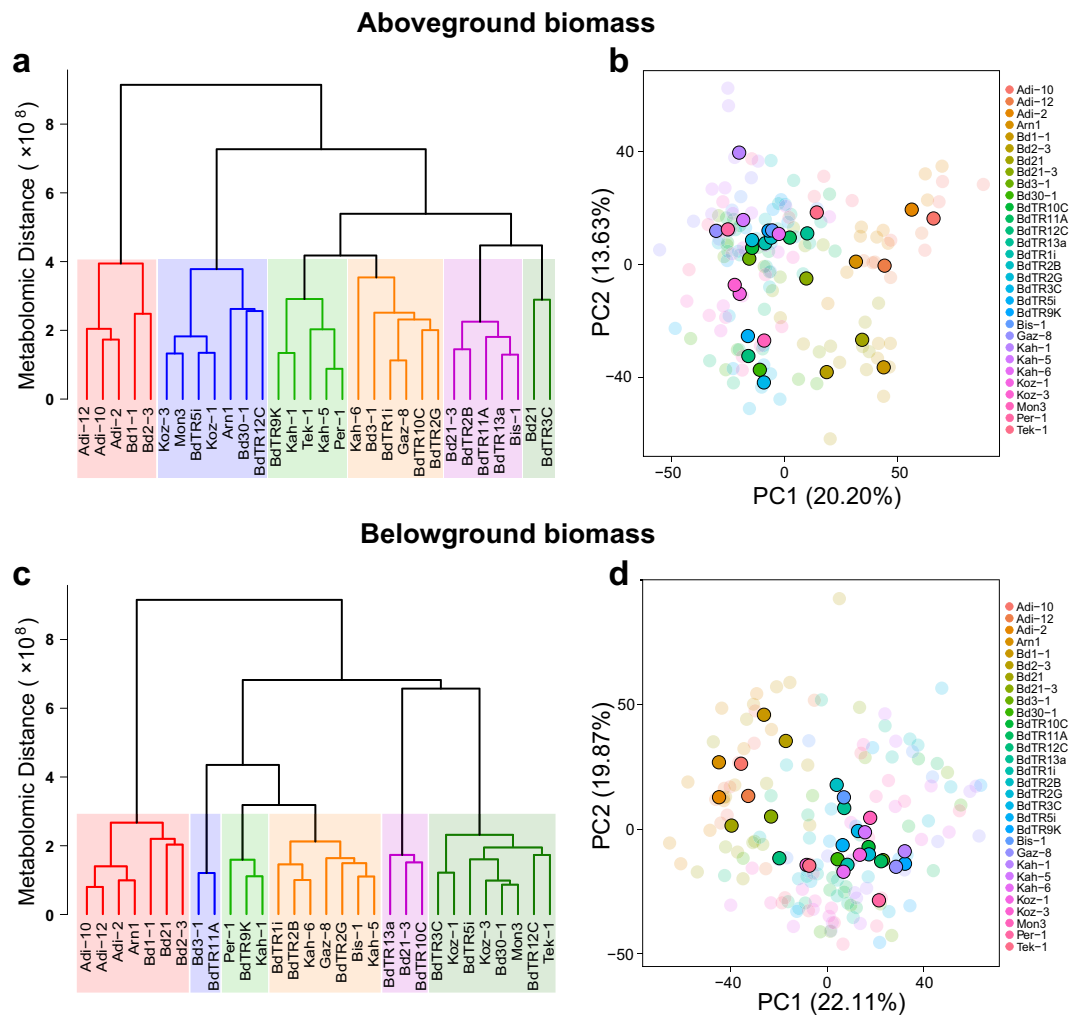 Aboveground biomass
a
Metabolomic Distance ( ×10⁸ )
8
6
4
2
0
Adi−12
Adi−10
Adi−2
Bd1−1
Bd2−3
Koz−3
Mon3
BdTR5i
Koz−1
Arn1
Bd30−1
BdTR12C
BdTR9K
Kah−1
Tek−1
Kah−5
Per−1
Kah−6
Bd3−1
BdTR1i
Gaz−8
BdTR10C
BdTR2G
Bd21−3
BdTR2B
BdTR11A
BdTR13a
Bis−1
Bd21
BdTR3C
b
PC2 (13.63%)
40
0
−40
−50
0
50
PC1 (20.20%)
Adi−10
Adi−12
Adi−2
Arn1
Bd1−1
Bd2−3
Bd21
Bd21−3
Bd3−1
Bd30−1
BdTR10C
BdTR11A
BdTR12C
BdTR13a
BdTR1i
BdTR2B
BdTR2G
BdTR3C
BdTR5i
BdTR9K
Bis−1
Gaz−8
Kah−1
Kah−5
Kah−6
Koz−1
Koz−3
Mon3
Per−1
Tek−1
Belowground biomass
c
Metabolomic Distance (×10⁸)
8
6
4
2
0
Adi−10
Adi−12
Adi−2
Arn1
Bd1−1
Bd21
Bd2−3
Bd3−1
BdTR11A
Per−1
BdTR9K
Kah−1
BdTR1i
BdTR2B
Kah−6
Gaz−8
BdTR2G
Bis−1
Kah−5
BdTR13a
Bd21−3
BdTR10C
BdTR3C
Koz−1
BdTR5i
Koz−3
Bd30−1
Mon3
BdTR12C
Tek−1
d
PC2 (19.87%)
50
0
−50
−40
0
40
PC1 (22.11%)
Adi−10
Adi−12
Adi−2
Arn1
Bd1−1
Bd2−3
Bd21
Bd21−3
Bd3−1
Bd30−1
BdTR10C
BdTR11A
BdTR12C
BdTR13a
BdTR1i
BdTR2B
BdTR2G
BdTR3C
BdTR5i
BdTR9K
Bis−1
Gaz−8
Kah−1
Kah−5
Kah−6
Koz−1
Koz−3
Mon3
Per−1
Tek−1